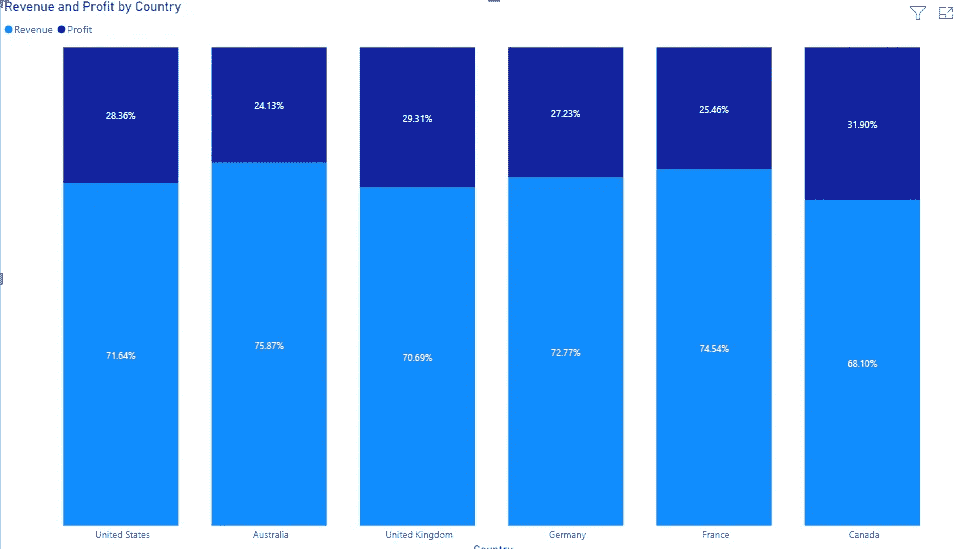 Revenue and Profit by Country
Revenue Profit
28.36% 24.13% 29.31% 27.23% 25.46% 31.90%
71.64% 75.87% 70.69% 72.77% 74.54% 68.10%
United States Australia United Kingdom Germany France Canada
Country